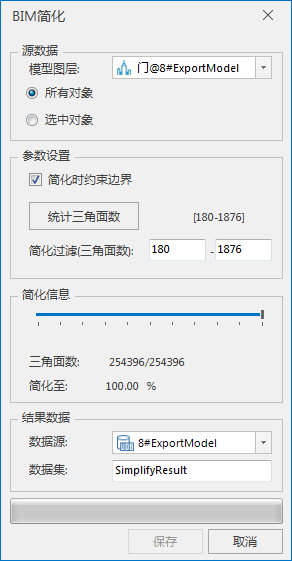 BIM简化
源数据
模型图层: 门@8#ExportModel
所有对象
选中对象
参数设置
简化时约束边界
统计三角面数 [180-1876]
简化过滤(三角面数): 180 - 1876
简化信息
三角面数: 254396/254396
简化至: 100.00 %
结果数据
数据源: 8#ExportModel
数据集: SimplifyResult
保存 取消